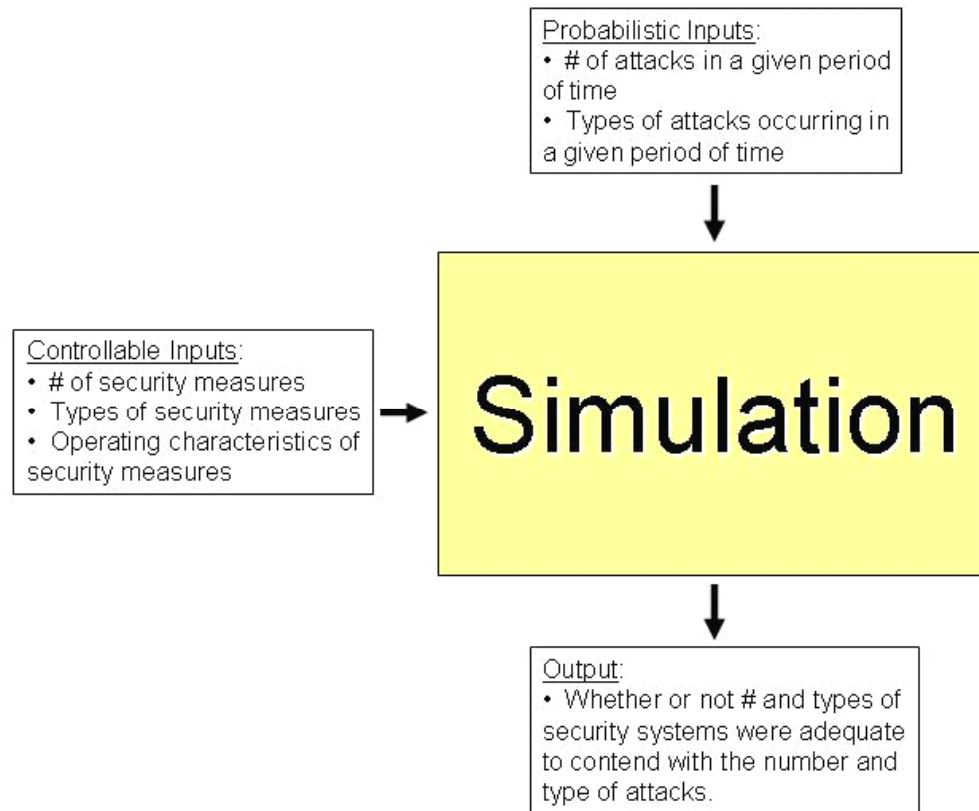 Probabilistic Inputs:
• # of attacks in a given period
of time
• Types of attacks occurring in
a given period of time
Controllable Inputs:
• # of security measures
• Types of security measures
• Operating characteristics of
security measures
Simulation
Output:
• Whether or not # and types of
security systems were adequate
to contend with the number and
type of attacks.